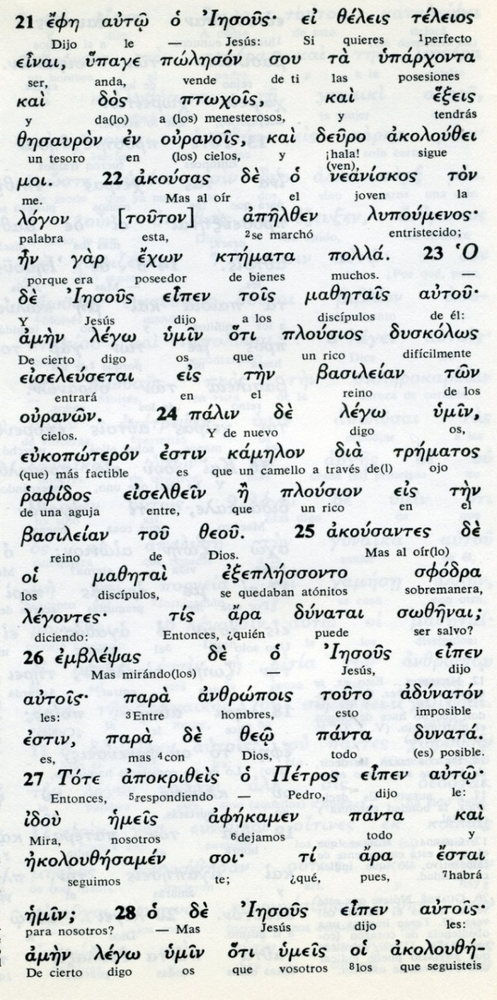 21 ἔφη αὐτῷ ὁ Ἰησοῦς· εἰ θέλεις τέλειος
Dijo le — Jesús: Si quieres ¹perfecto
εἶναι, ὕπαγε πώλησόν σου τὰ ὑπάρχοντα
ser, anda, vende de ti las posesiones
καὶ δὸς πτωχοῖς, καὶ ἕξεις
y da(lo) (los) menesterosos, y tendrás
θησαυρὸν ἐν οὐρανοῖς, καὶ δεῦρο ἀκολούθει
un tesoro en (los) cielos, y ¡hala! sigue
(ven),
μοι. 22 ἀκούσας δὲ ὁ νεανίσκος τὸν
me. Mas al oír el joven la
λόγον [τοῦτον] ἀπῆλθεν λυπούμενος·
palabra esta, ²se marchó entristecido;
ἦν γὰρ ἔχων κτήματα πολλά. 23 Ὁ
porque era poseedor de bienes muchos. —
δὲ Ἰησοῦς εἶπεν τοῖς μαθηταῖς αὐτοῦ·
Y Jesús dijo a los discípulos de él:
ἀμὴν λέγω ὑμῖν ὅτι πλούσιος δυσκόλως
De cierto digo os que un rico difícilmente
εἰσελεύσεται εἰς τὴν βασιλείαν τῶν
entrará en el reino de los
οὐρανῶν. 24 πάλιν δὲ λέγω ὑμῖν,
cielos. Y de nuevo digo os,
εὐκοπώτερόν ἐστιν κάμηλον διὰ τρήματος
(que) más factible es que un camello a través de(l) ojo
ῥαφίδος εἰσελθεῖν ἢ πλούσιον εἰς τὴν
de una aguja entre, que un rico en el
βασιλείαν τοῦ θεοῦ. 25 ἀκούσαντες δὲ
reino de Dios. Mas al oír(lo)
οἱ μαθηταὶ ἐξεπλήσσοντο σφόδρα
los discípulos, se quedaban atónitos sobremanera,
λέγοντες· τίς ἄρα δύναται σωθῆναι;
diciendo: Entonces, ¿quién puede ser salvo?
26 ἐμβλέψας δὲ ὁ Ἰησοῦς εἶπεν
Mas mirándo(los) — Jesús, dijo
αὐτοῖς· παρὰ ἀνθρώποις τοῦτο ἀδύνατόν
les: ³Entre hombres, esto imposible
ἐστιν, παρὰ δὲ θεῷ πάντα δυνατά.
es, mas ⁴con Dios, todo (es) posible.
27 Τότε ἀποκριθεὶς ὁ Πέτρος εἶπεν αὐτῷ·
Entonces, ⁵respondiendo — Pedro, dijo le:
ἰδοὺ ἡμεῖς ἀφήκαμεν πάντα καὶ
Mira, nosotros ⁶dejamos todo y
ἠκολουθήσαμέν σοι· τί ἄρα ἔσται
seguimos te; ¿qué, pues, ⁷habrá
ἡμῖν; 28 ὁ δὲ Ἰησοῦς εἶπεν αὐτοῖς·
para nosotros? — Mas Jesús dijo les:
ἀμὴν λέγω ὑμῖν ὅτι ὑμεῖς οἱ ἀκολουθή-
De cierto digo os que vosotros ⁸los que seguisteis